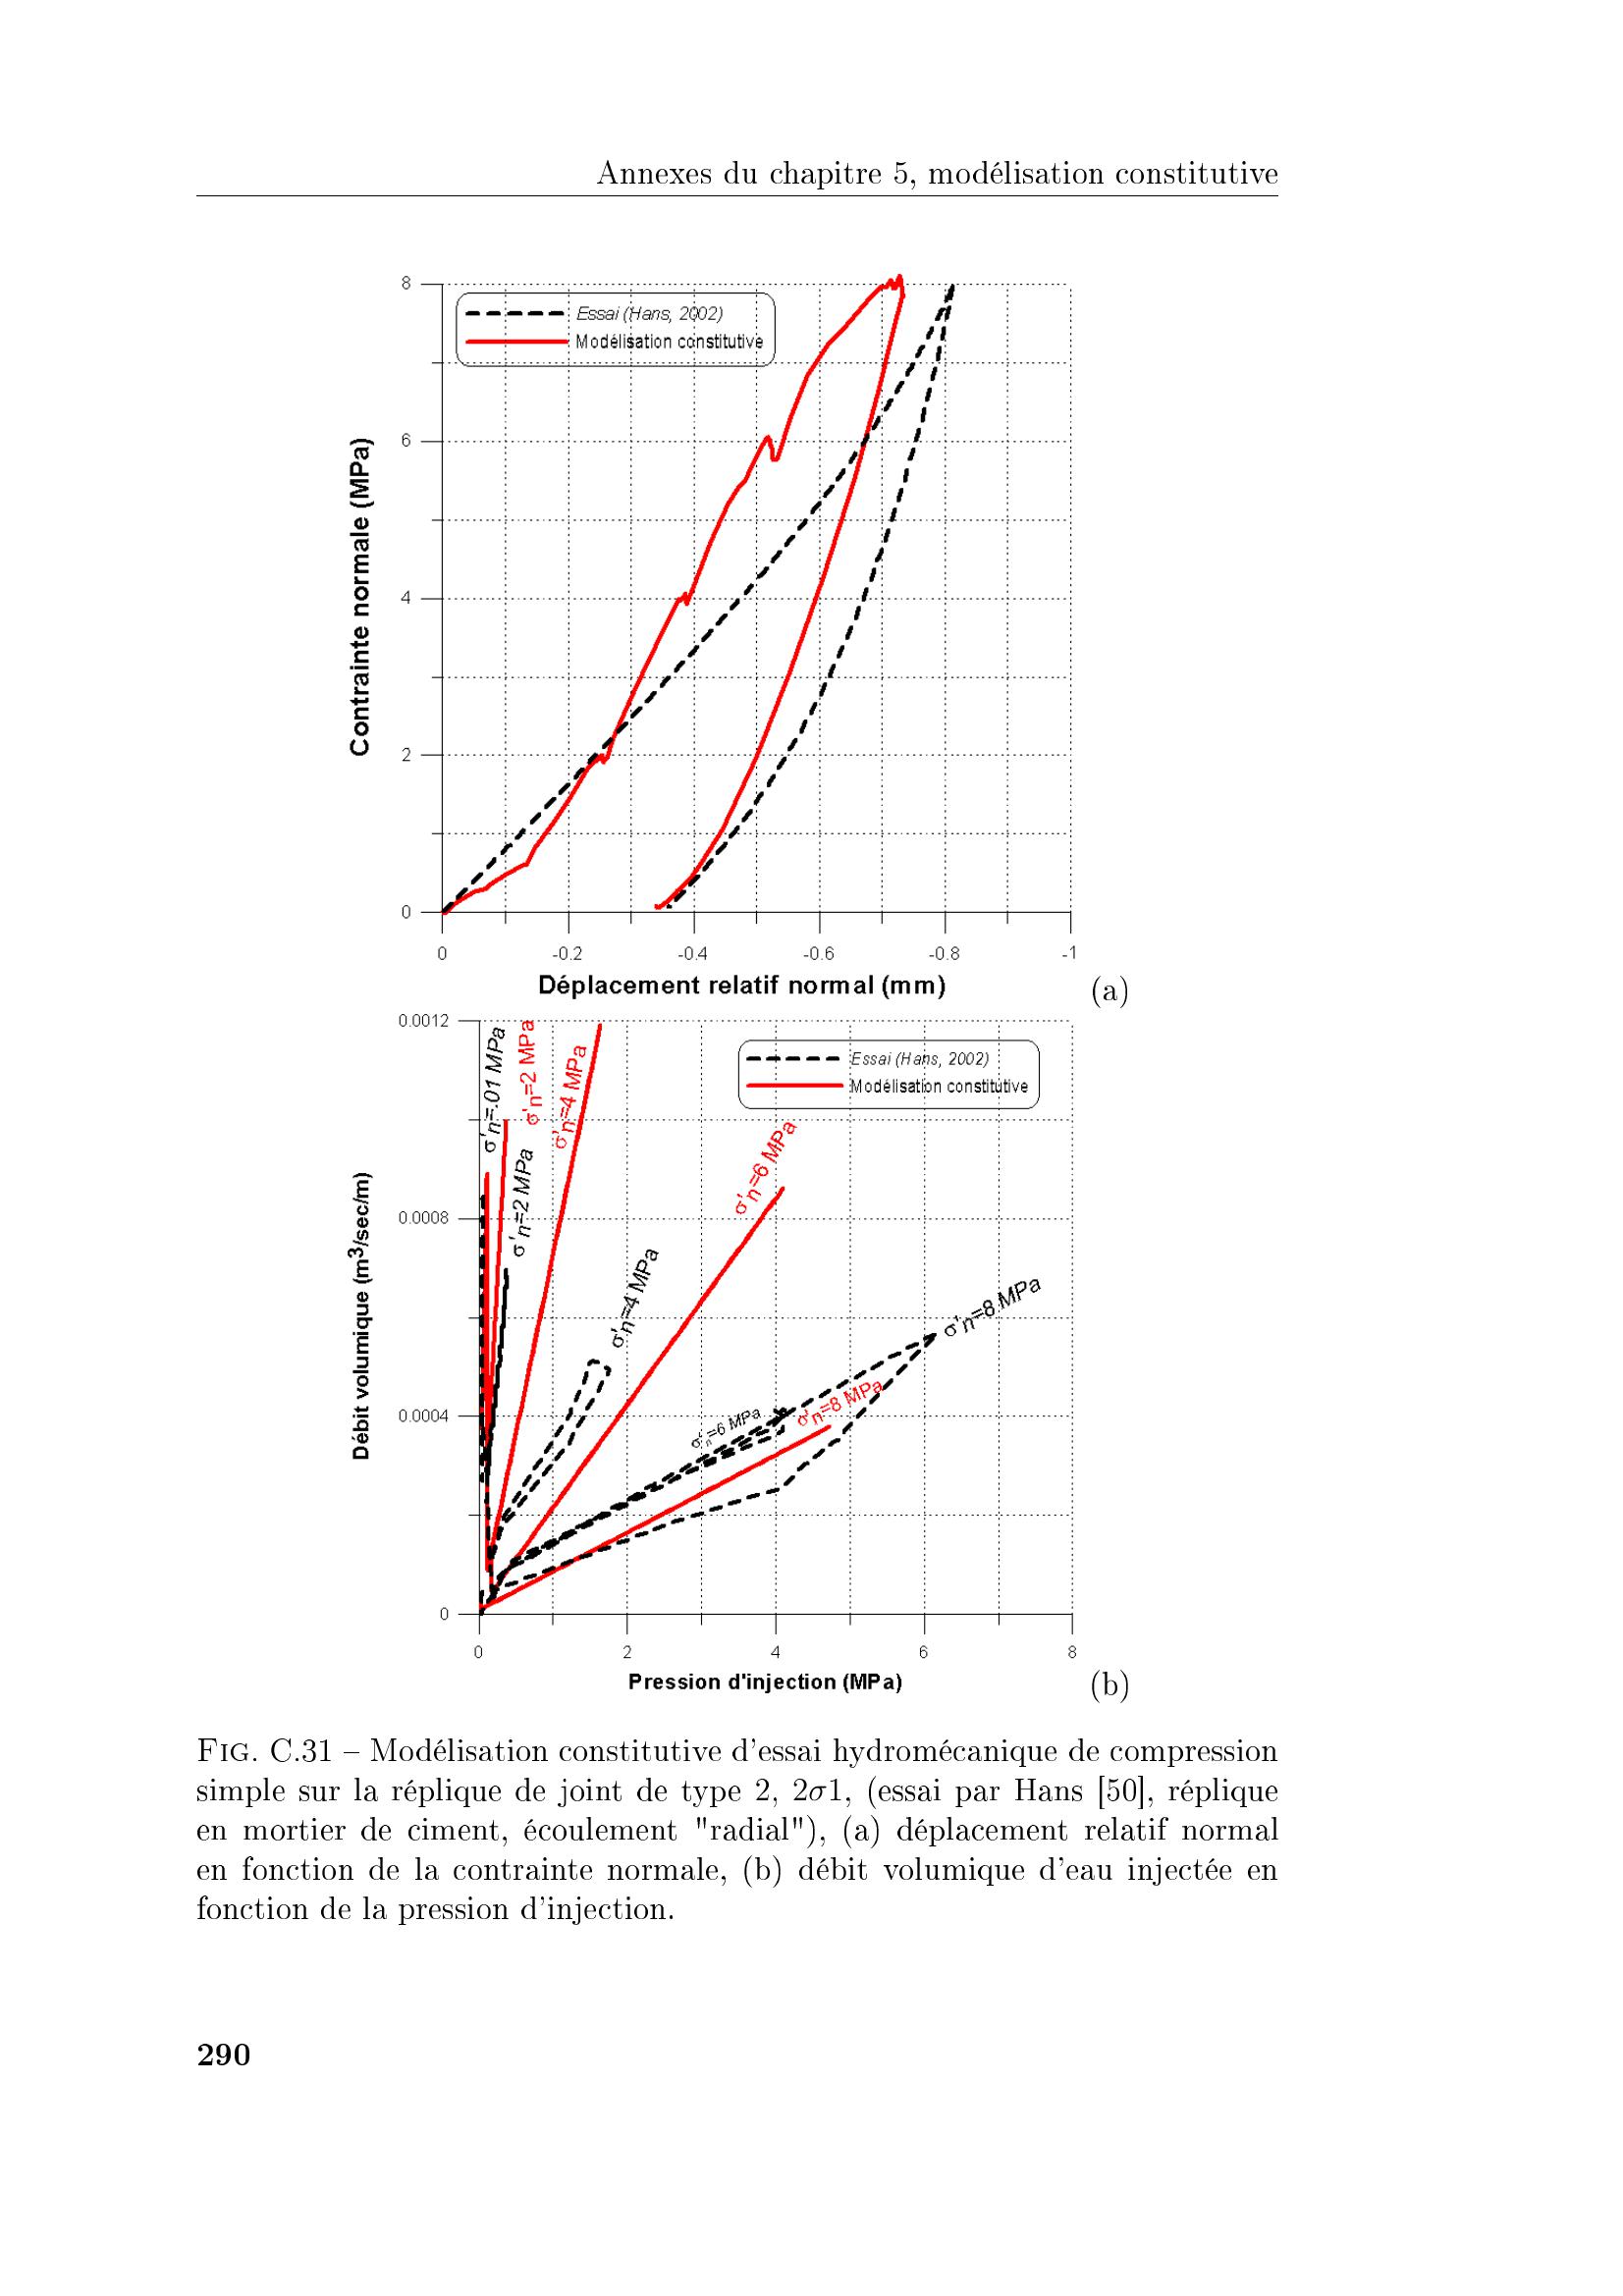 Annexes du chapitre 5, modélisation constitutive
8
Essai (Hans, 2002)
Modélisation constitutive
6
4
2
0
Contrainte normale (MPa)
0 -0.2 -0.4 -0.6 -0.8 -1
Déplacement relatif normal (mm)
(a)
0.0012
0.0008
0.0004
0
Débit volumique (m3/sec/m)
Essai (Hans, 2002)
Modélisation constitutive
σ'n=.01 MPa
σ'n=2 MPa
σ'n=4 MPa
σ'n=2 MPa
σ'n=6 MPa
σ'n=4 MPa
σ'n=8 MPa
σ'n=6 MPa
σ'n=8 MPa
0 2 4 6 8
Pression d'injection (MPa)
(b)
FIG. C.31 – Modélisation constitutive d'essai hydromécanique de compression
simple sur la réplique de joint de type 2, 2σ1, (essai par Hans [50], réplique
en mortier de ciment, écoulement "radial"), (a) déplacement relatif normal
en fonction de la contrainte normale, (b) débit volumique d'eau injectée en
fonction de la pression d'injection.
290